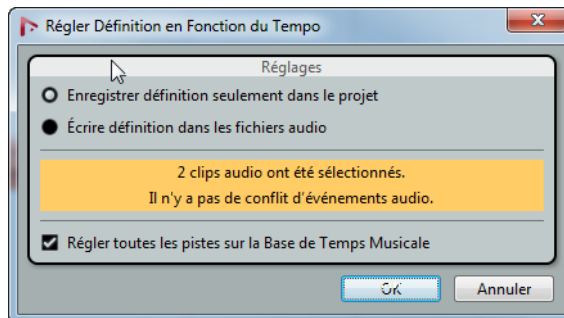 Régler Définition en Fonction du Tempo
Réglages
Enregistrer définition seulement dans le projet
Écrire définition dans les fichiers audio
2 clips audio ont été sélectionnés.
Il n'y a pas de conflit d'événements audio.
Régler toutes les pistes sur la Base de Temps Musicale
OK Annuler